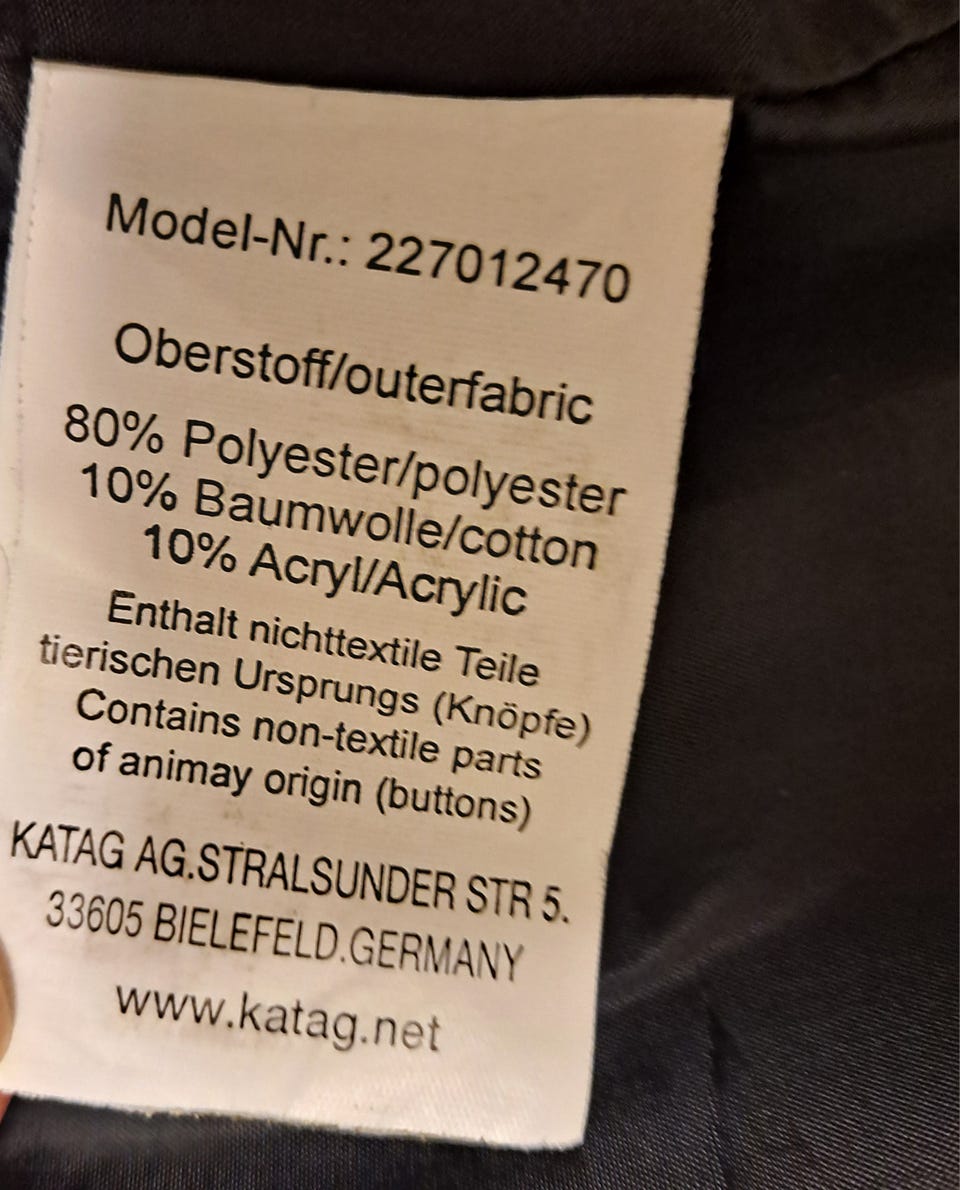 Model-Nr.: 227012470
Oberstoff/outerfabric
80% Polyester/polyester
10% Baumwolle/cotton
10% Acryl/Acrylic
Enthalt nichttextile Teile
tierischen Ursprungs (Knöpfe)
Contains non-textile parts
of animay origin (buttons)
KATAG AG.STRALSUNDER STR 5.
33605 BIELEFELD.GERMANY
www.katag.net